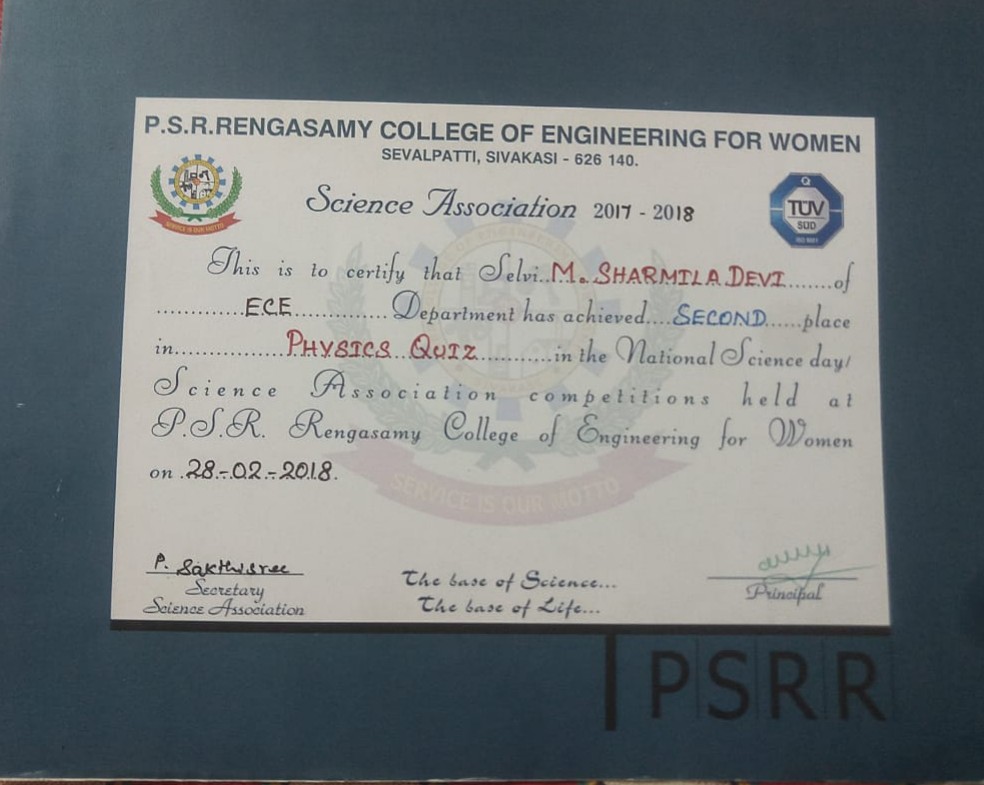 P.S.R.RENGASAMY COLLEGE OF ENGINEERING FOR WOMEN
SEVALPATTI, SIVAKASI - 626 140.
SERVICE IS OUR MOTTO
Science Association 2017 - 2018
Q
TÜV
SÜD
ISO 9001
This is to certify that Selvi..M. SHARMILA DEVI.......of
..............ECE.............. Department has achieved....SECOND......place
in.................PHYSICS QUIZ...........in the National Science day/
Science Association competitions held at
P.S.R. Rengasamy College of Engineering for Women
on .28-02-2018.
SIVAKASI
SERVICE IS OUR MOTTO
P. Sakthisree
Secretary
Science Association
The base of Science...
The base of Life...
Principal
PSRR